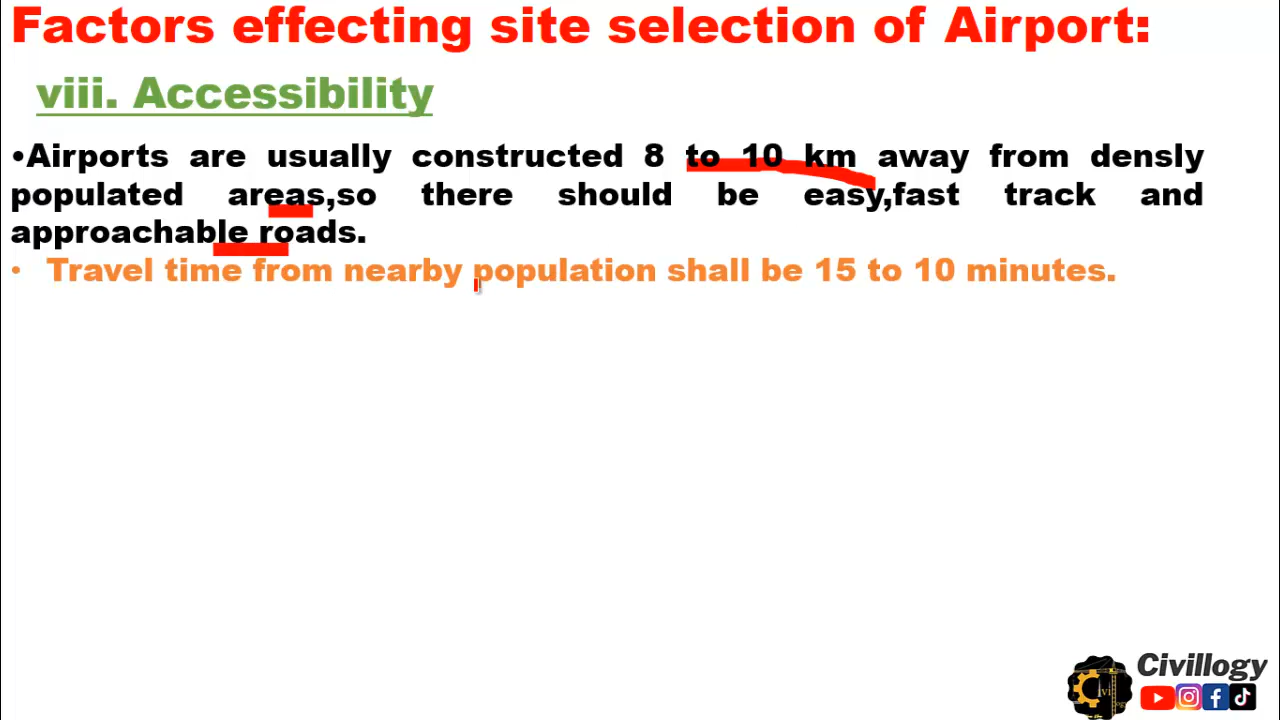 Factors effecting site selection of Airport:
viii. Accessibility
•Airports are usually constructed 8 to 10 km away from densly
populated areas,so there should be easy,fast track and
approachable roads.
• Travel time from nearby population shall be 15 to 10 minutes.
Civillogy